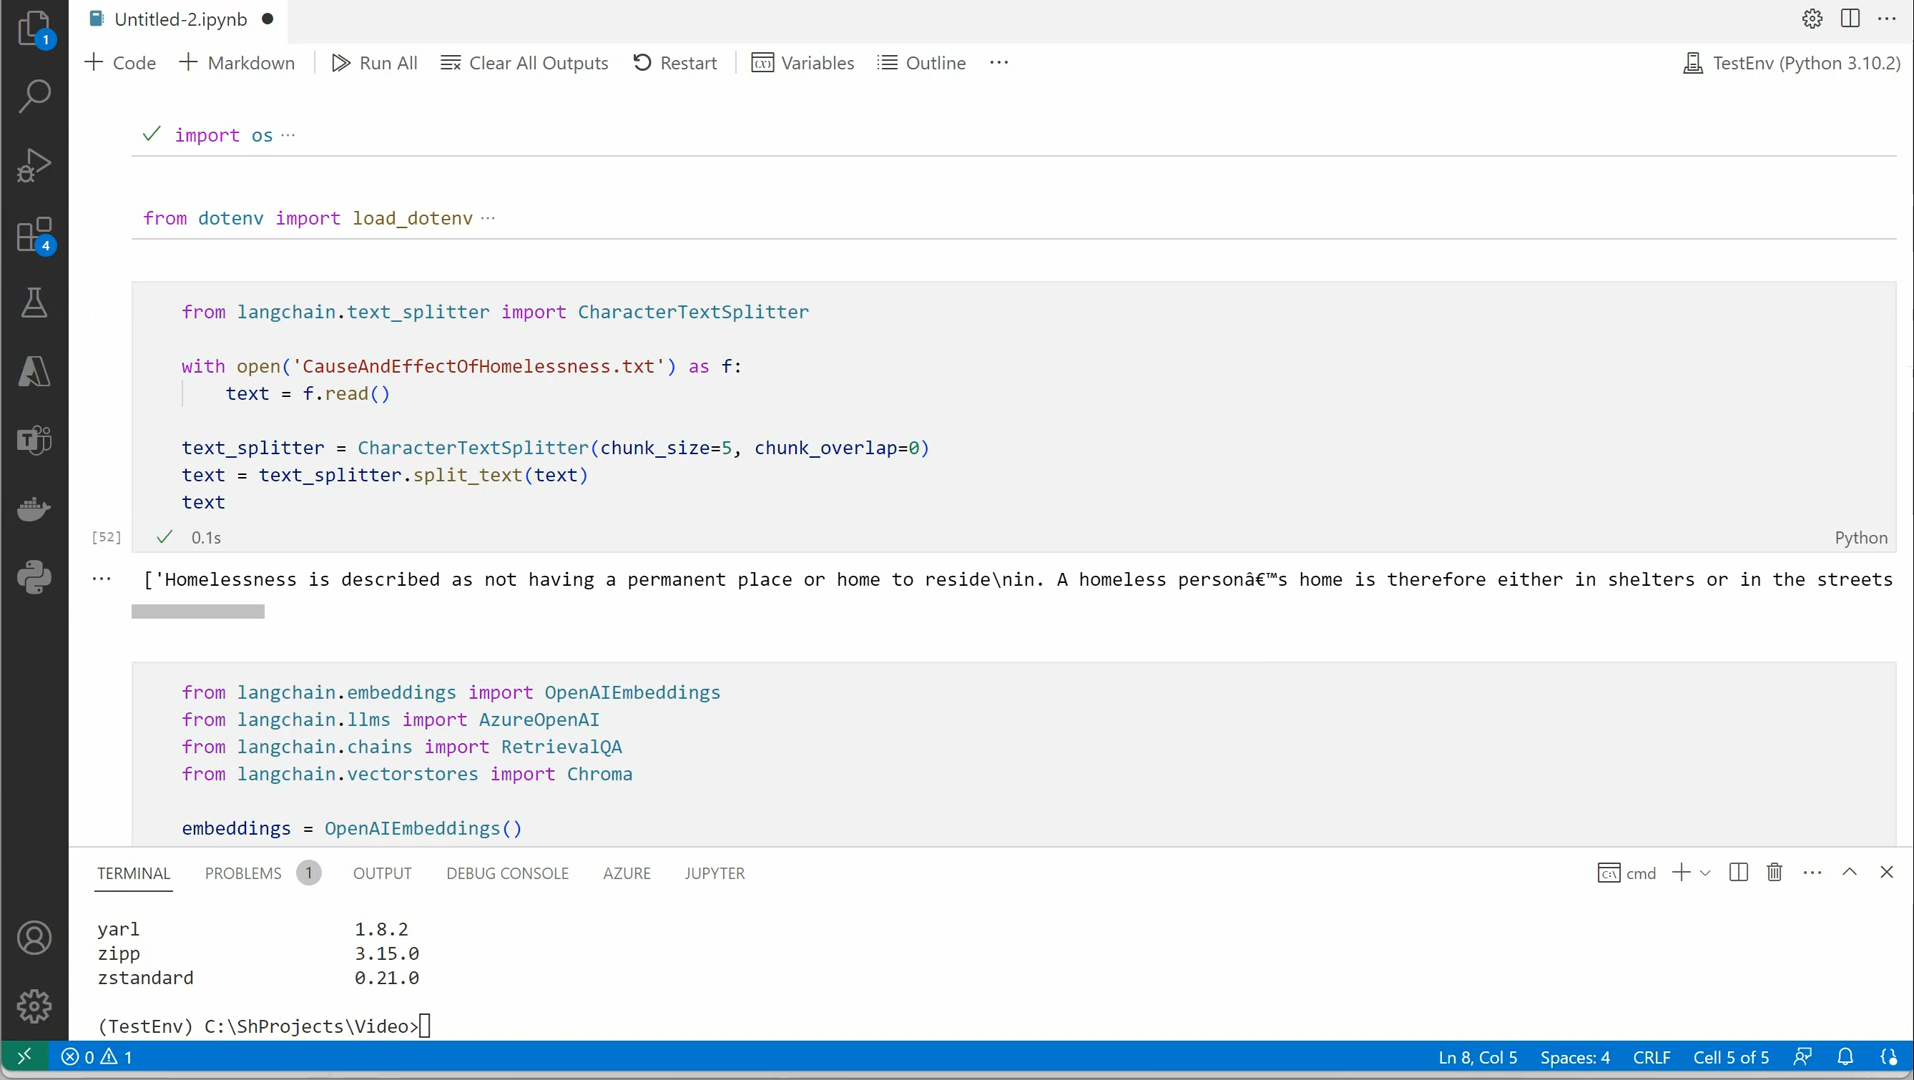 1
Untitled-2.ipynb
Code Markdown Run All Clear All Outputs Restart Variables Outline ... TestEnv (Python 3.10.2)
import os ...
from dotenv import load_dotenv ...
from langchain.text_splitter import CharacterTextSplitter
with open('CauseAndEffectOfHomelessness.txt') as f:
text = f.read()
text_splitter = CharacterTextSplitter(chunk_size=5, chunk_overlap=0)
text = text_splitter.split_text(text)
text
[52] 0.1s Python
... ['Homelessness is described as not having a permanent place or home to reside\nin. A homeless personâ€™s home is therefore either in shelters or in the streets
4
from langchain.embeddings import OpenAIEmbeddings
from langchain.llms import AzureOpenAI
from langchain.chains import RetrievalQA
from langchain.vectorstores import Chroma
embeddings = OpenAIEmbeddings()
TERMINAL PROBLEMS 1 OUTPUT DEBUG CONSOLE AZURE JUPYTER cmd
yarl 1.8.2
zipp 3.15.0
zstandard 0.21.0
(TestEnv) C:\ShProjects\Video>
0 1 Ln 8, Col 5 Spaces: 4 CRLF Cell 5 of 5